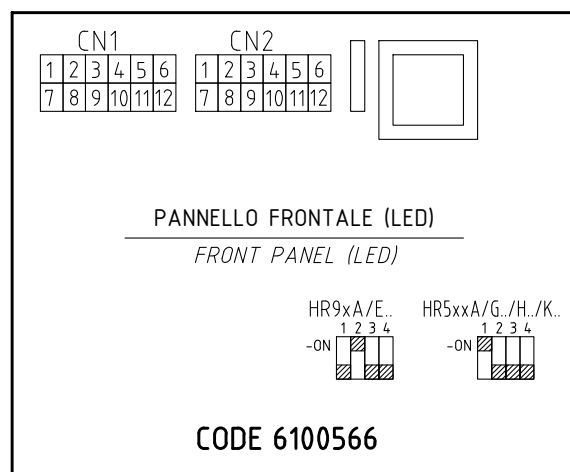 CN1 CN2
1 2 3 4 5 6 1 2 3 4 5 6
7 8 9 10 11 12 7 8 9 10 11 12
PANNELLO FRONTALE (LED)
FRONT PANEL (LED)
HR9xA/E.. HR5xxA/G../H../K..
1 2 3 4 1 2 3 4
-ON -ON
CODE 6100566